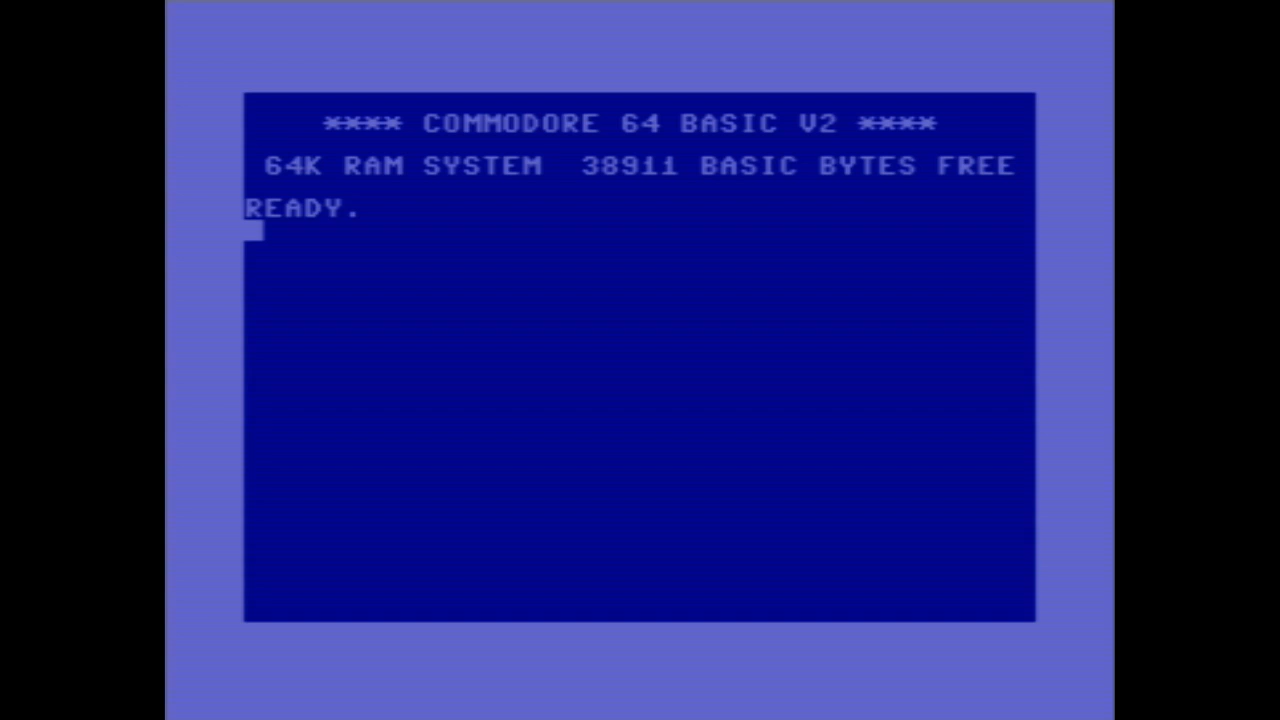 **** COMMODORE 64 BASIC V2 ****
64K RAM SYSTEM  38911 BASIC BYTES FREE
READY.